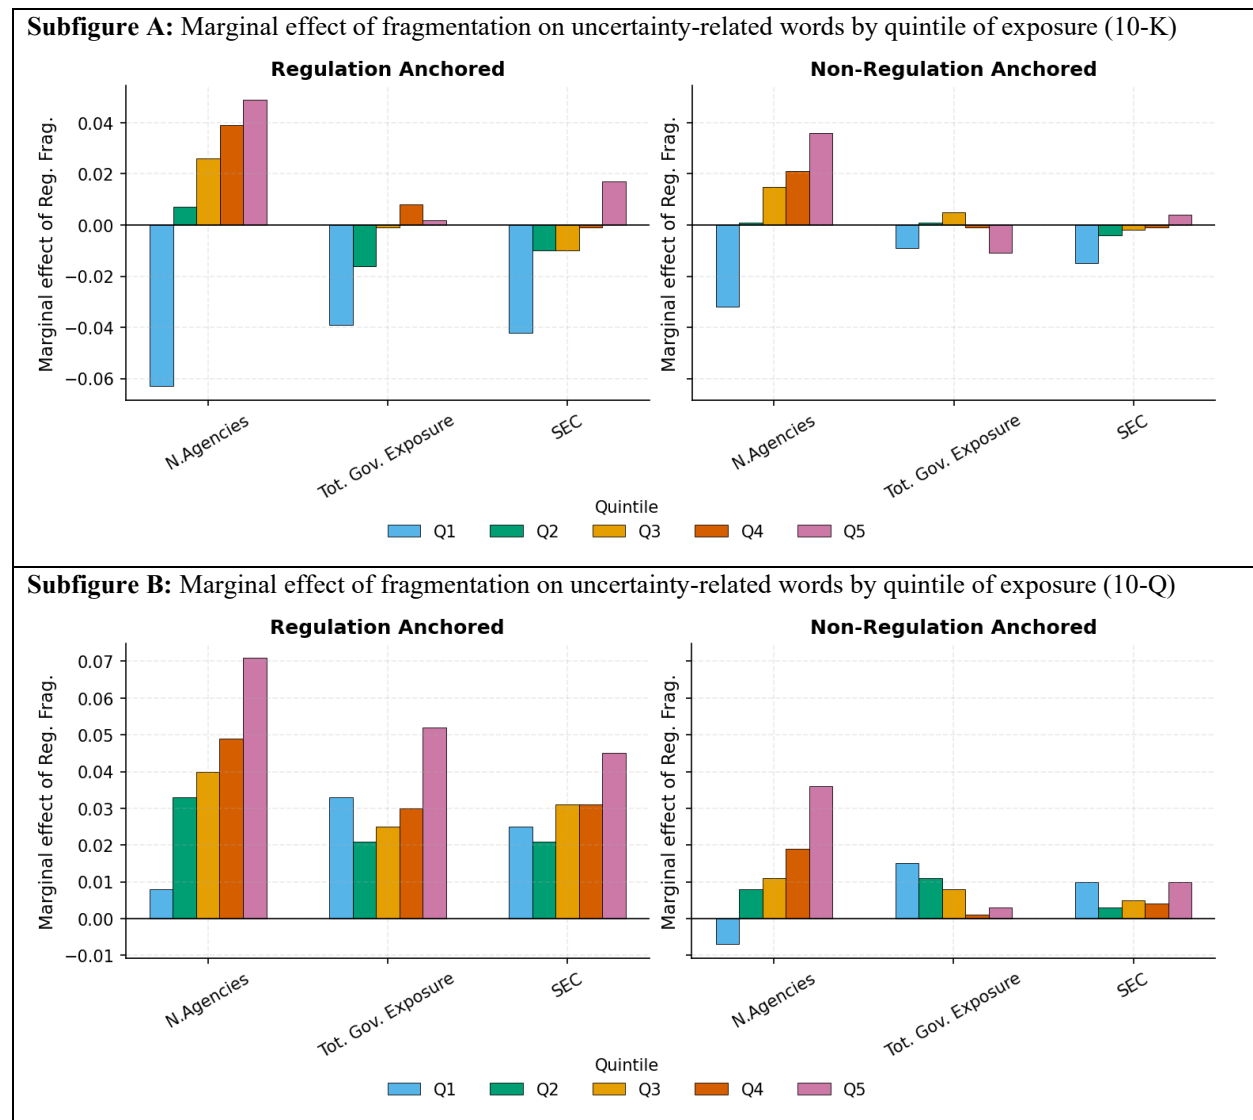 Subfigure A: Marginal effect of fragmentation on uncertainty-related words by quintile of exposure (10-K)
Regulation Anchored
Marginal effect of Reg. Frag.
0.04
0.02
0.00
−0.02
−0.04
−0.06
N.Agencies
Tot. Gov. Exposure
SEC
Non-Regulation Anchored
Marginal effect of Reg. Frag.
N.Agencies
Tot. Gov. Exposure
SEC
Quintile
Q1 Q2 Q3 Q4 Q5
Subfigure B: Marginal effect of fragmentation on uncertainty-related words by quintile of exposure (10-Q)
Regulation Anchored
Marginal effect of Reg. Frag.
0.07
0.06
0.05
0.04
0.03
0.02
0.01
0.00
−0.01
N.Agencies
Tot. Gov. Exposure
SEC
Non-Regulation Anchored
Marginal effect of Reg. Frag.
N.Agencies
Tot. Gov. Exposure
SEC
Quintile
Q1 Q2 Q3 Q4 Q5